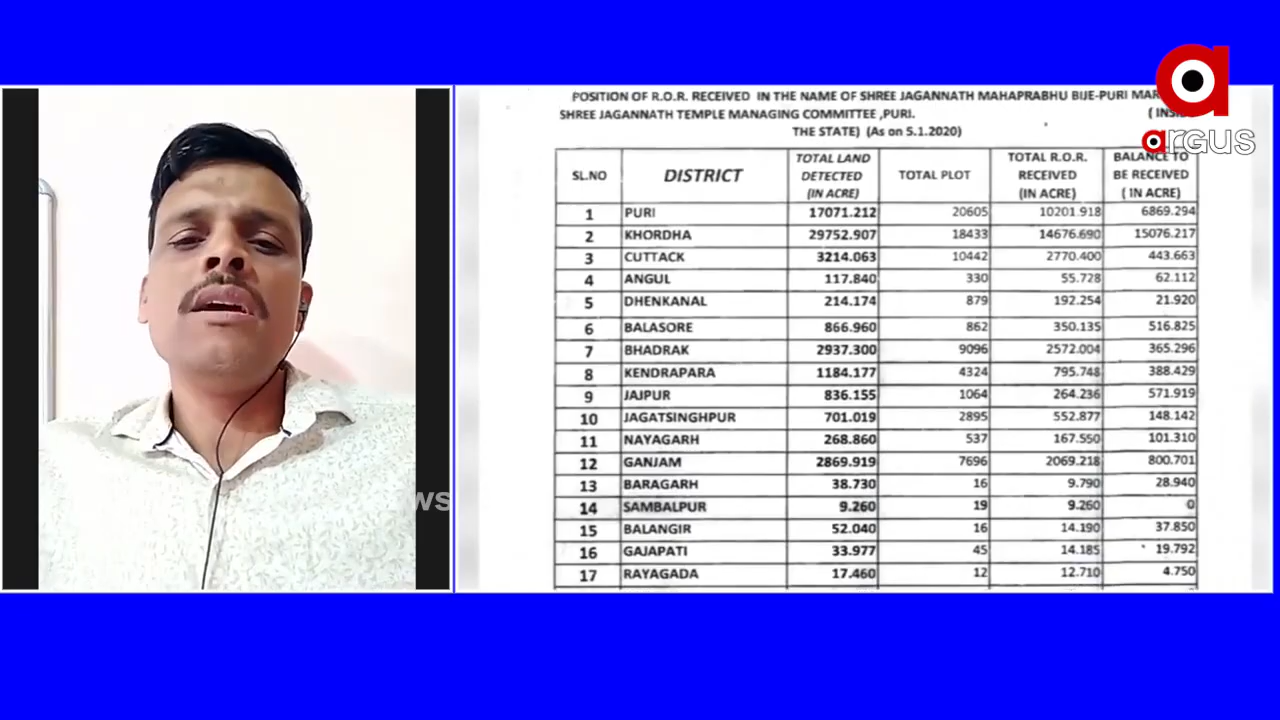 POSITION OF R.O.R. RECEIVED IN THE NAME OF SHREE JAGANNATH MAHAPRABHU BIJE-PURI
SHREE JAGANNATH TEMPLE MANAGING COMMITTEE ,PURI.
THE STATE) (As on 5.1.2020)
argus
SL.NO DISTRICT TOTAL LAND DETECTED (IN ACRE) TOTAL PLOT TOTAL R.O.R. RECEIVED (IN ACRE) BALANCE TO BE RECEIVED ( IN ACRE)
1 PURI 17071.212 20605 10201.918 6869.294
2 KHORDHA 29752.907 18433 14676.690 15076.217
3 CUTTACK 3214.063 10442 2770.400 443.663
4 ANGUL 117.840 330 55.728 62.112
5 DHENKANAL 214.174 879 192.254 21.920
6 BALASORE 866.960 862 350.135 516.825
7 BHADRAK 2937.300 9096 2572.004 365.296
8 KENDRAPARA 1184.177 4324 795.748 388.429
9 JAJPUR 836.155 1064 264.236 571.919
10 JAGATSINGHPUR 701.019 2895 552.877 148.142
11 NAYAGARH 268.860 537 167.550 101.310
12 GANJAM 2869.919 7696 2069.218 800.701
13 BARAGARH 38.730 16 9.790 28.940
14 SAMBALPUR 9.260 19 9.260 0
15 BALANGIR 52.040 16 14.190 37.850
16 GAJAPATI 33.977 45 14.185 19.792
17 RAYAGADA 17.460 12 12.710 4.750